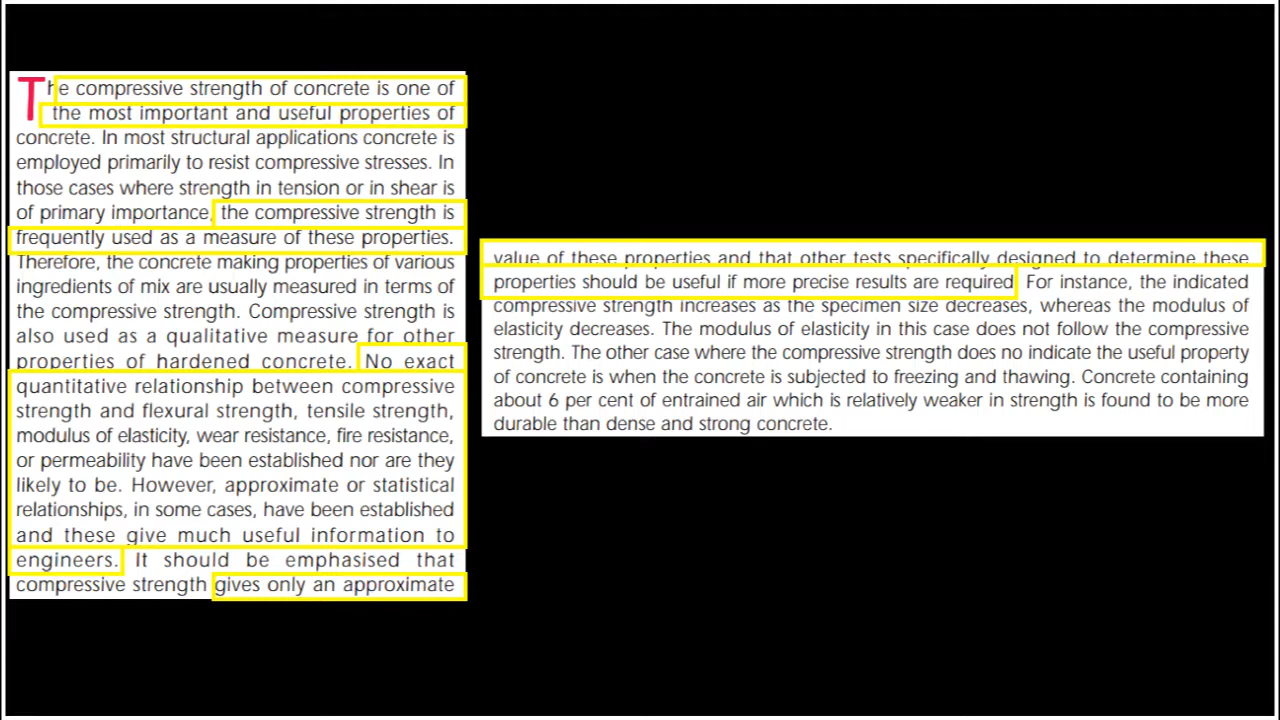 The compressive strength of concrete is one of
the most important and useful properties of
concrete. In most structural applications concrete is
employed primarily to resist compressive stresses. In
those cases where strength in tension or in shear is
of primary importance, the compressive strength is
frequently used as a measure of these properties.
Therefore, the concrete making properties of various
ingredients of mix are usually measured in terms of
the compressive strength. Compressive strength is
also used as a qualitative measure for other
properties of hardened concrete. No exact
quantitative relationship between compressive
strength and flexural strength, tensile strength,
modulus of elasticity, wear resistance, fire resistance,
or permeability have been established nor are they
likely to be. However, approximate or statistical
relationships, in some cases, have been established
and these give much useful information to
engineers. It should be emphasised that
compressive strength gives only an approximate
value of these properties and that other tests specifically designed to determine these
properties should be useful if more precise results are required. For instance, the indicated
compressive strength increases as the specimen size decreases, whereas the modulus of
elasticity decreases. The modulus of elasticity in this case does not follow the compressive
strength. The other case where the compressive strength does no indicate the useful property
of concrete is when the concrete is subjected to freezing and thawing. Concrete containing
about 6 per cent of entrained air which is relatively weaker in strength is found to be more
durable than dense and strong concrete.